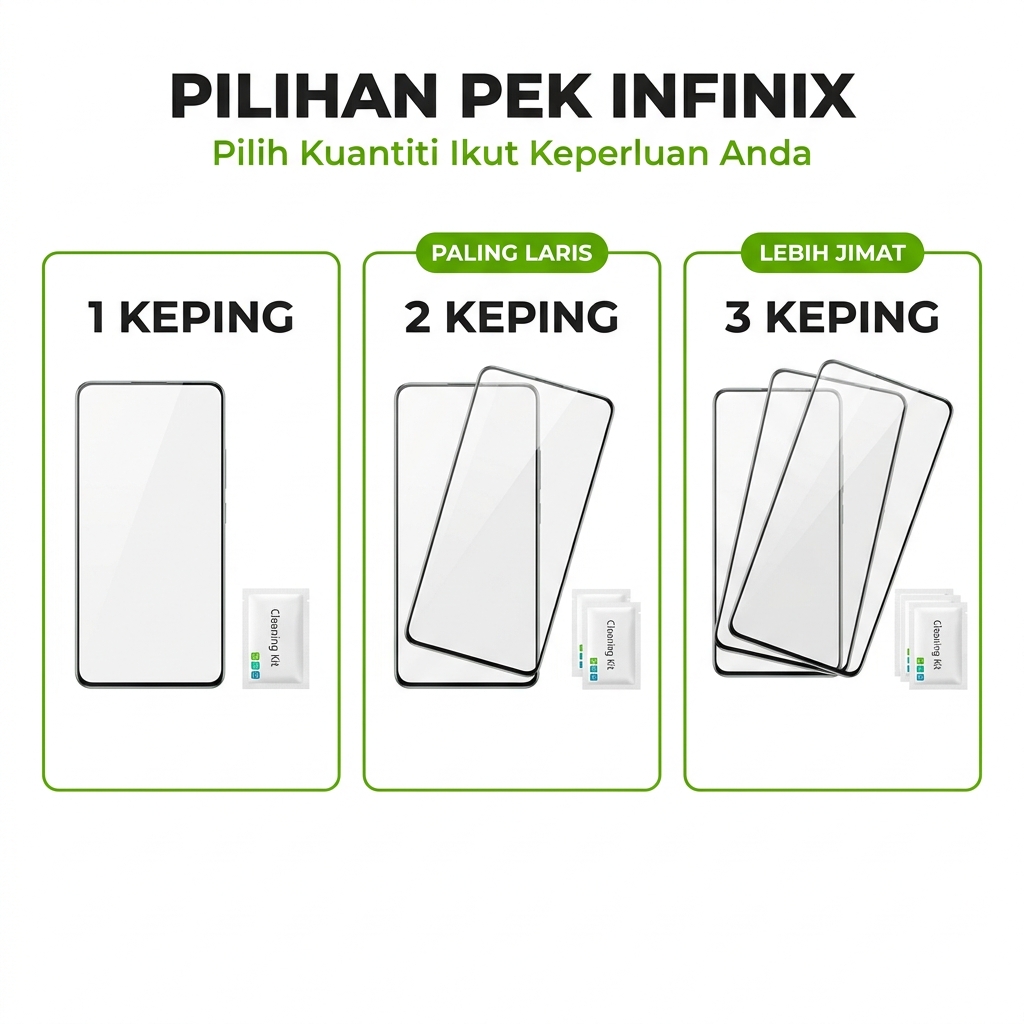 PILIHAN PEK INFINIX
Pilih Kuantiti Ikut Keperluan Anda
1 KEPING
Cleaning Kit
PALING LARIS
2 KEPING
Cleaning Kit
LEBIH JIMAT
3 KEPING
Cleaning Kit